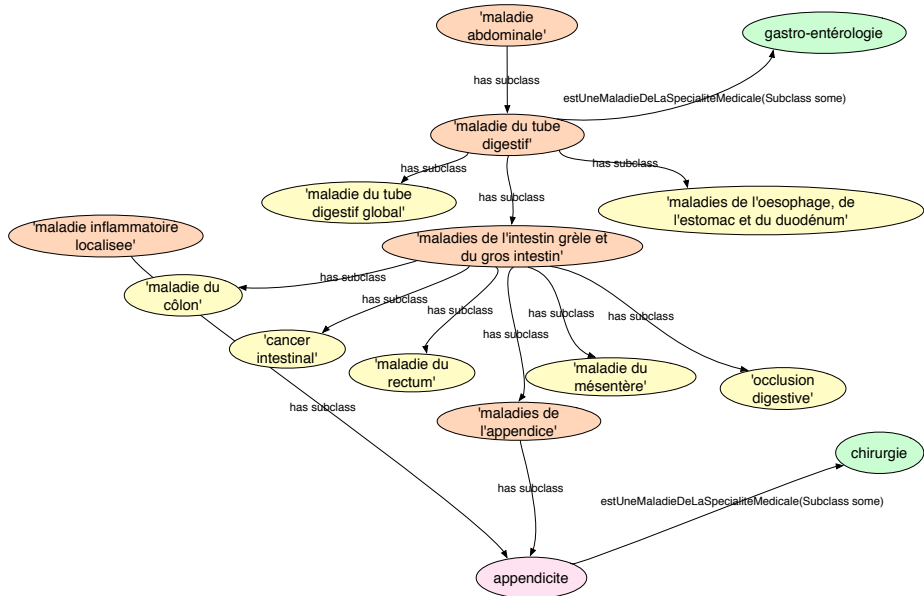 'maladie
abdominale'
gastro-entérologie
has subclass
estUneMaladieDeLaSpecialiteMedicale(Subclass some)
'maladie du tube
digestif'
has subclass
has subclass
has subclass
'maladie du tube
digestif global'
'maladies de l'oesophage, de
l'estomac et du duodénum'
'maladie inflammatoire
localisee'
'maladies de l'intestin grèle et
du gros intestin'
has subclass
'maladie du
côlon'
has subclass
has subclass
has subclass
has subclass
has subclass
'cancer
intestinal'
'maladie du
rectum'
'maladie du
mésentère'
'occlusion
digestive'
has subclass
'maladies de
l'appendice'
chirurgie
has subclass
estUneMaladieDeLaSpecialiteMedicale(Subclass some)
appendicite